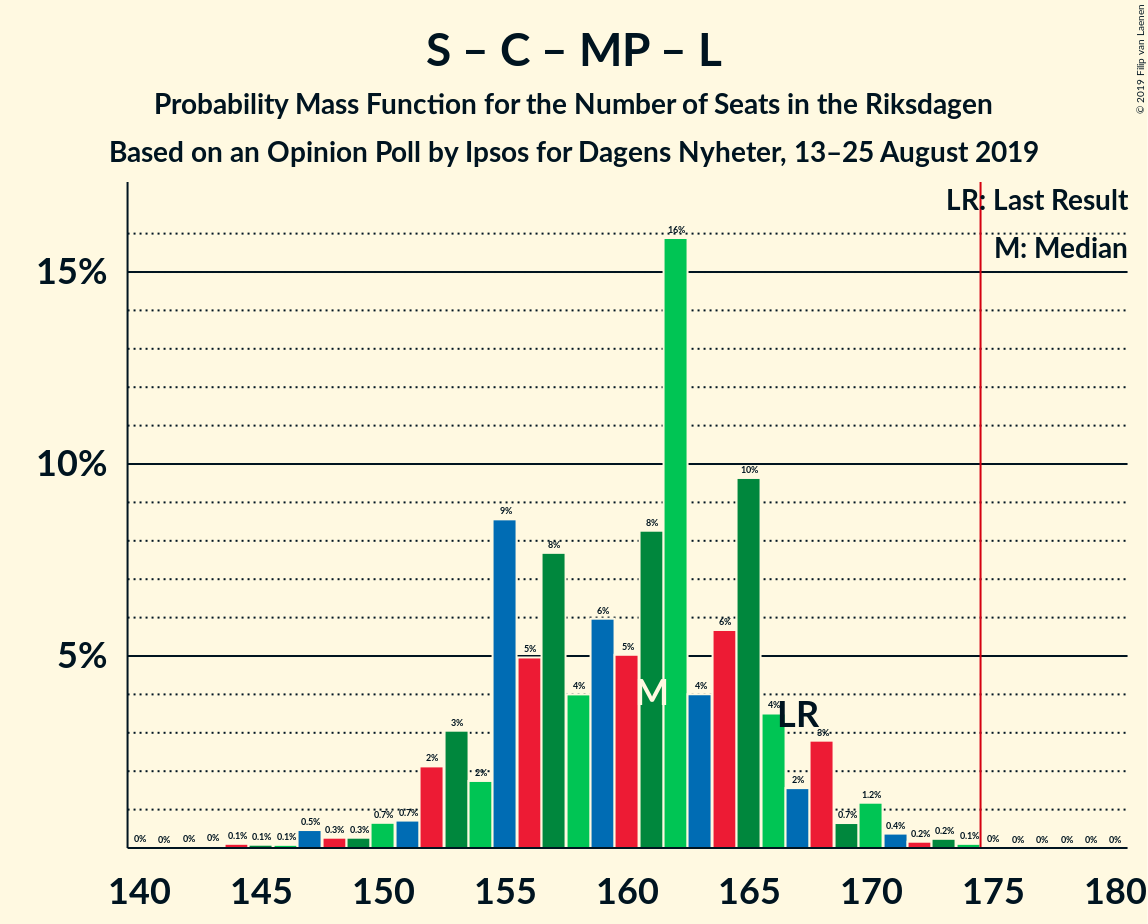 S – C – MP – L
Probability Mass Function for the Number of Seats in the Riksdagen
Based on an Opinion Poll by Ipsos for Dagens Nyheter, 13–25 August 2019
© 2019 Filip van Laenen
LR: Last Result
M: Median
15%
10%
5%
0% 0% 0% 0% 0.1% 0.1% 0.1% 0.5% 0.3% 0.3% 0.7% 0.7% 2% 3% 2% 9% 5% 8% 4% 6% 5% 8% 16% 4% 6% 10% 4% 2% 3% 0.7% 1.2% 0.4% 0.2% 0.2% 0.1% 0% 0% 0% 0% 0% 0%
M
LR
140 145 150 155 160 165 170 175 180